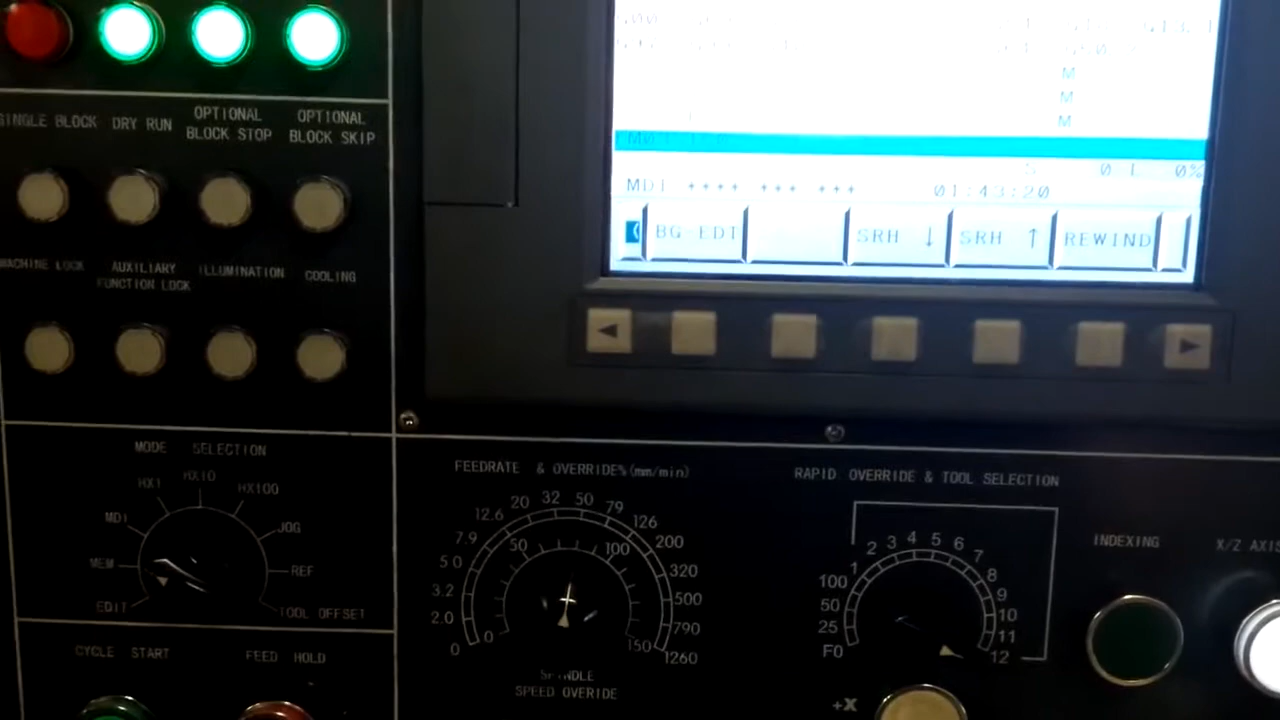 M
M
M
S 0 T 0%
MDI ++++ +++ +++ 01:43:20
( BG-EDT SRH ↓ SRH ↑ REWIND
SINGLE BLOCK DRY RUN OPTIONAL BLOCK STOP OPTIONAL BLOCK SKIP
MACHINE LOCK AUXILIARY FUNCTION LOCK ILLUMINATION COOLING
MODE SELECTION
EDIT MEM MDI HX1 HX10 HX100 JOG REF TOOL OFFSET
CYCLE START FEED HOLD
FEEDRATE & OVERRIDE%(mm/min)
0 2.0 3.2 5.0 7.9 12.6 20 32 50 79 126 200 320 500 790 1260
0 50 100 150
SPINDLE
SPEED OVERIDE
RAPID OVERRIDE & TOOL SELECTION
F0 25 50 100 1 2 3 4 5 6 7 8 9 10 11 12
INDEXING
X/Z AXIS
+X